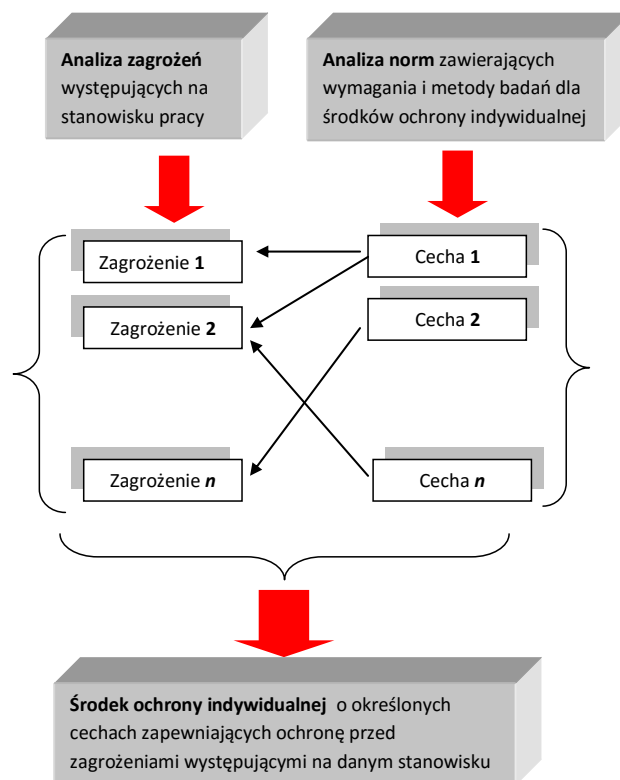 Analiza zagrożeń
występujących na
stanowisku pracy
Analiza norm zawierających
wymagania i metody badań dla
środków ochrony indywidualnej
Zagrożenie 1
Cecha 1
Zagrożenie 2
Cecha 2
Zagrożenie n
Cecha n
Środek ochrony indywidualnej o określonych
cechach zapewniających ochronę przed
zagrożeniami występującymi na danym stanowisku